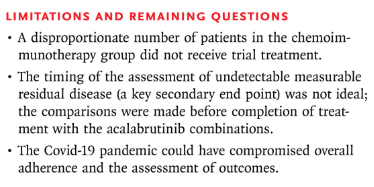 LIMITATIONS AND REMAINING QUESTIONS
• A disproportionate number of patients in the chemoim-
munotherapy group did not receive trial treatment.
• The timing of the assessment of undetectable measurable
residual disease (a key secondary end point) was not ideal;
the comparisons were made before completion of treat-
ment with the acalabrutinib combinations.
• The Covid-19 pandemic could have compromised overall
adherence and the assessment of outcomes.